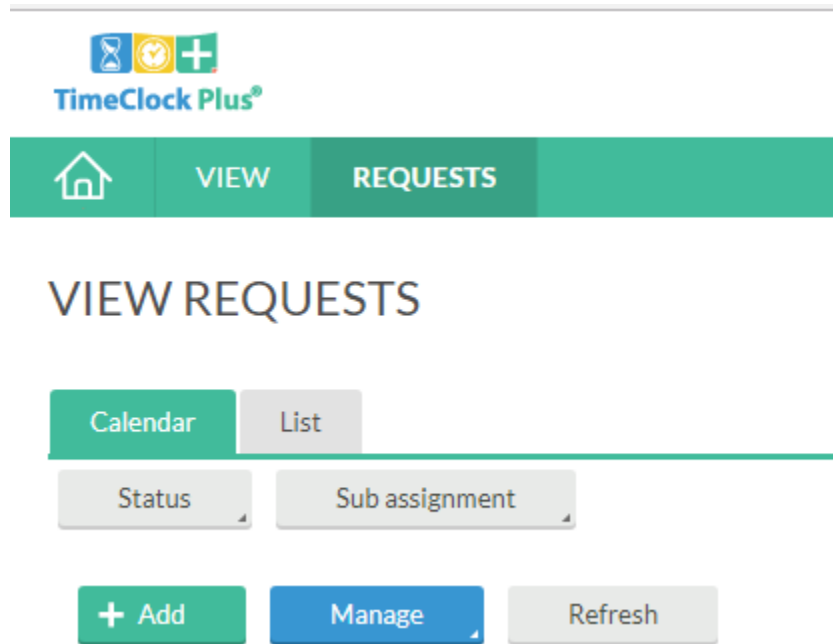 TimeClock Plus®
VIEW REQUESTS
VIEW REQUESTS
Calendar List
Status Sub assignment
+ Add Manage Refresh